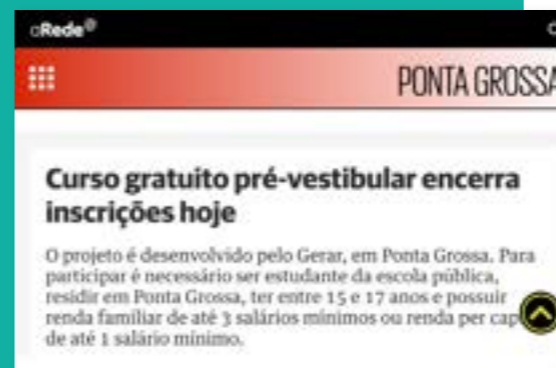 aRede
PONTA GROSSA
Curso gratuito pré-vestibular encerra
inscrições hoje
O projeto é desenvolvido pelo Gerar, em Ponta Grossa. Para
participar é necessário ser estudante da escola pública,
residir em Ponta Grossa, ter entre 15 e 17 anos e possuir
renda familiar de até 3 salários mínimos ou renda per cap
de até 1 salário mínimo.